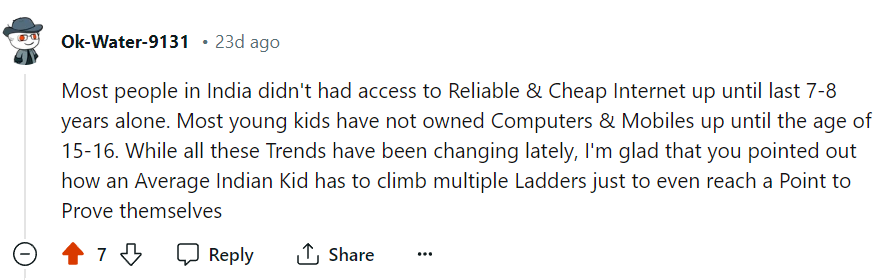 Ok-Water-9131 • 23d ago
Most people in India didn't had access to Reliable & Cheap Internet up until last 7-8
years alone. Most young kids have not owned Computers & Mobiles up until the age of
15-16. While all these Trends have been changing lately, I'm glad that you pointed out
how an Average Indian Kid has to climb multiple Ladders just to even reach a Point to
Prove themselves
7 Reply Share ...